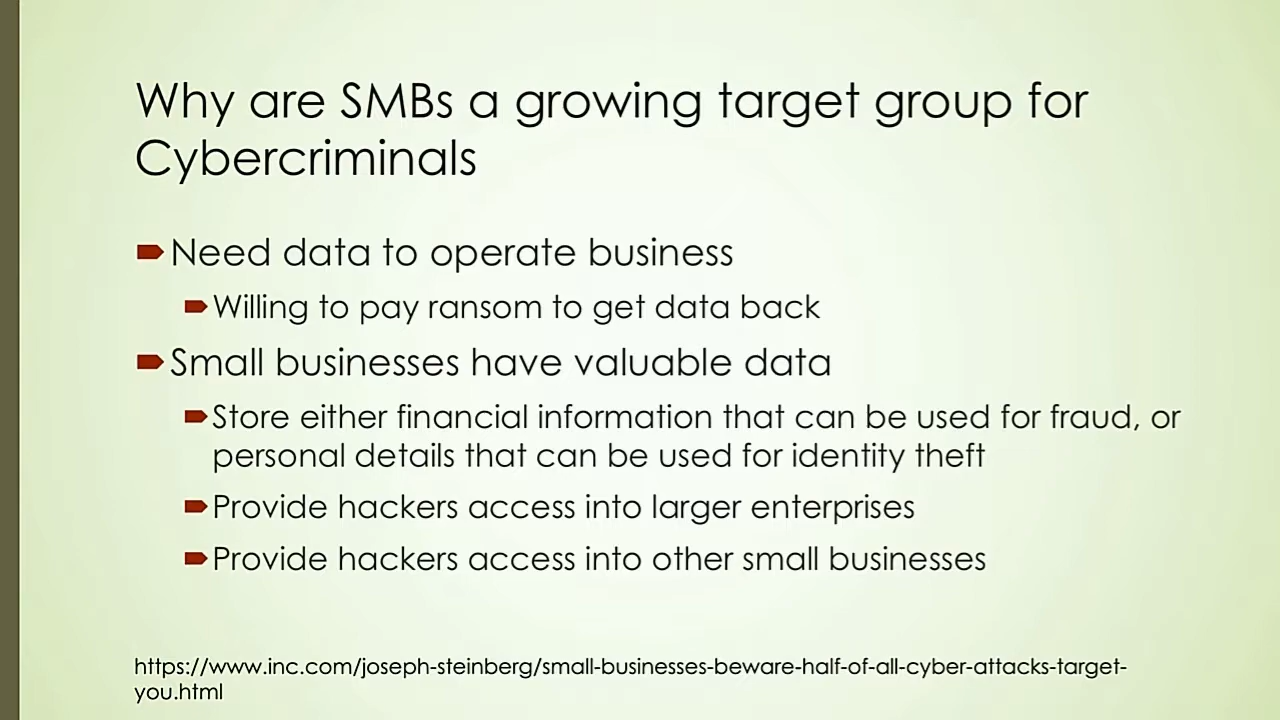 Why are SMBs a growing target group for
Cybercriminals
Need data to operate business
Willing to pay ransom to get data back
Small businesses have valuable data
Store either financial information that can be used for fraud, or
personal details that can be used for identity theft
Provide hackers access into larger enterprises
Provide hackers access into other small businesses
https://www.inc.com/joseph-steinberg/small-businesses-beware-half-of-all-cyber-attacks-target-
you.html